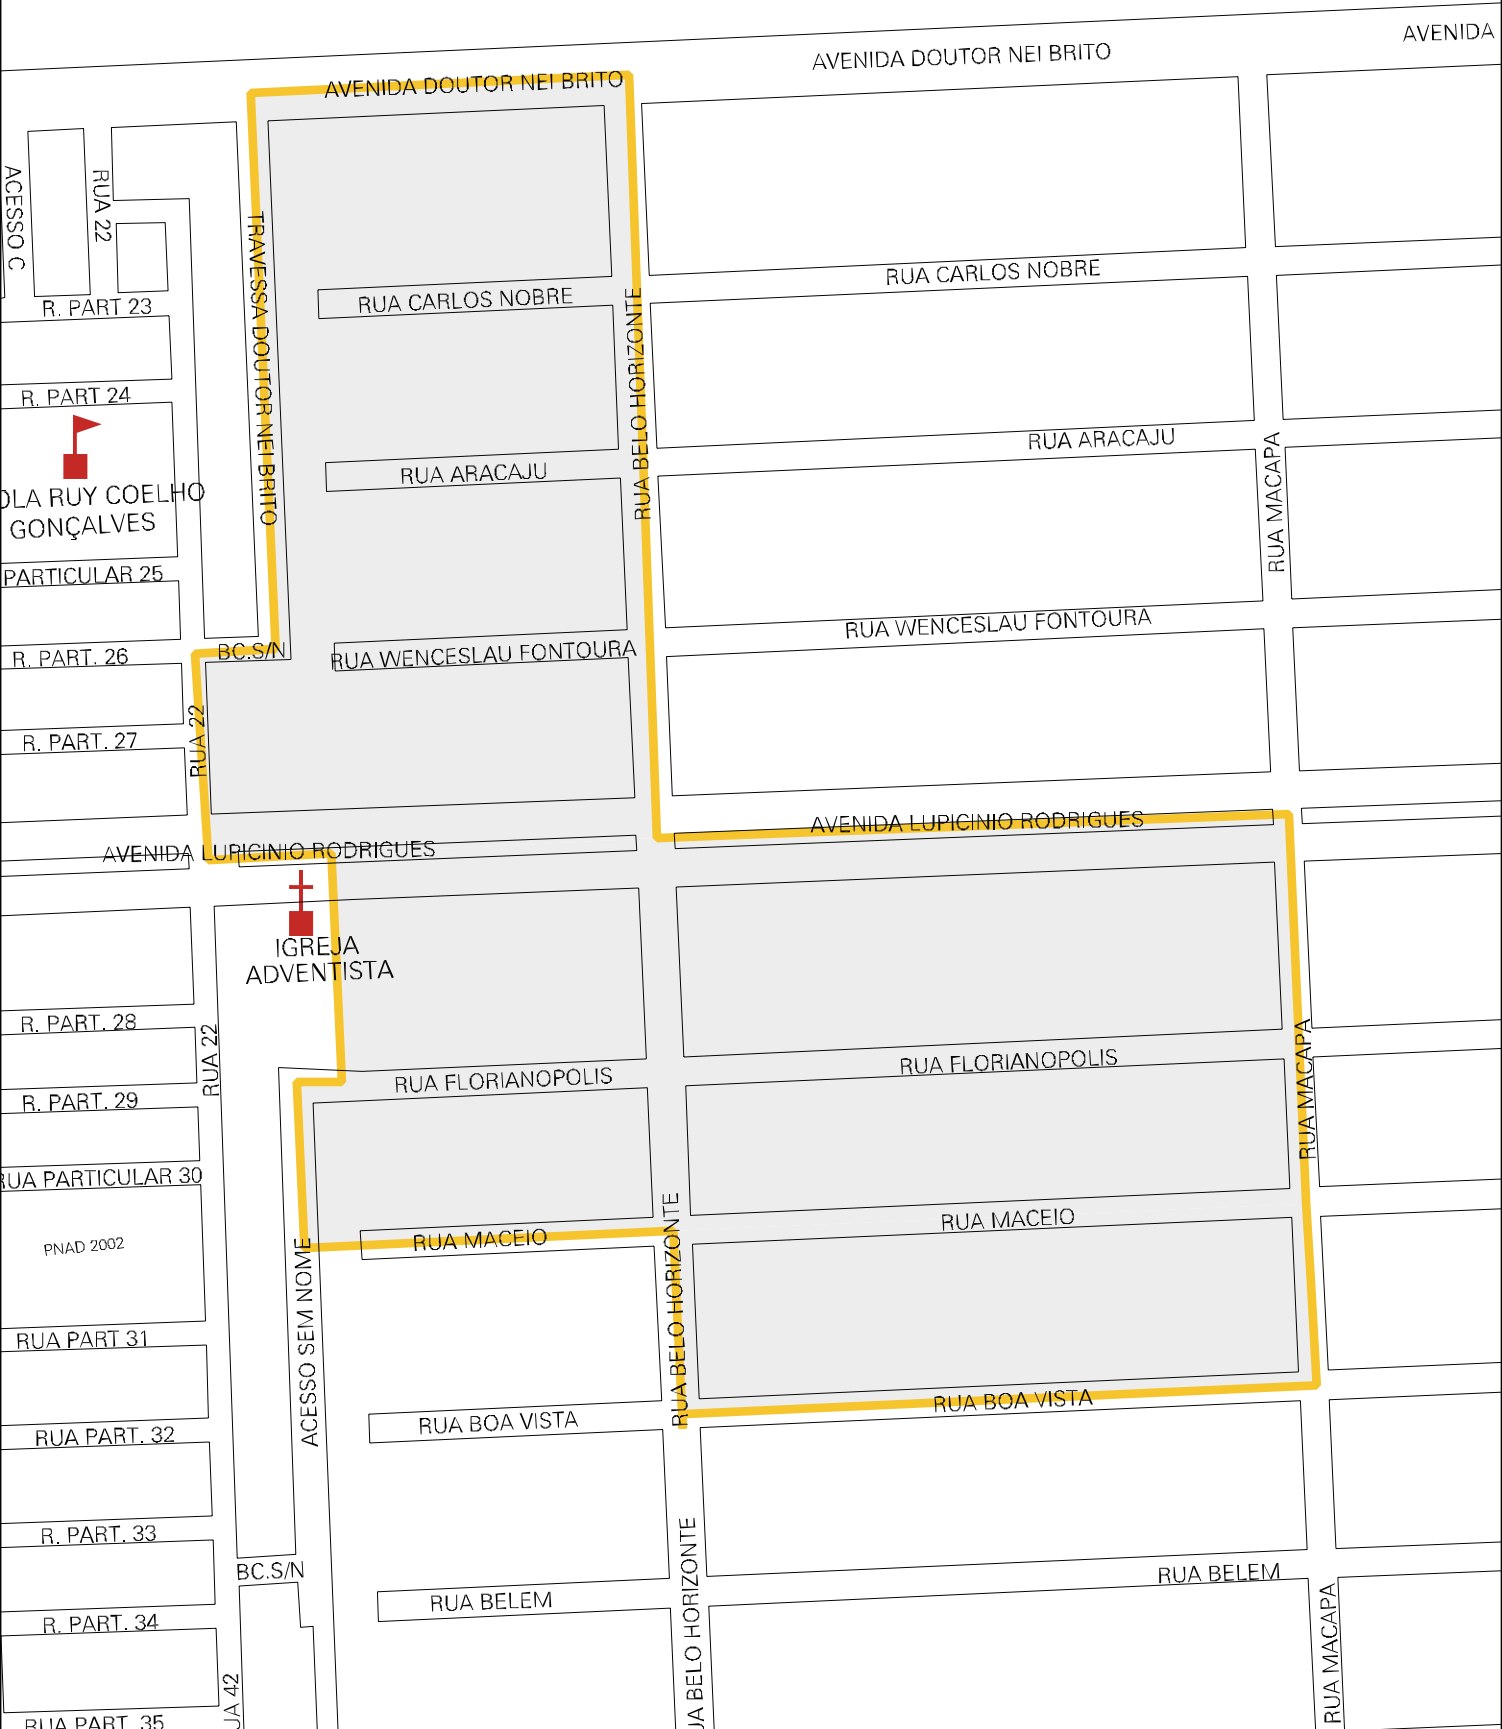 AVENIDA
AVENIDA DOUTOR NEI BRITO
AVENIDA DOUTOR NEI BRITO
ACESSO C
RUA 22
TRAVESSA DOUTOR NEI BRITO
RUA CARLOS NOBRE
RUA CARLOS NOBRE
R. PART 23
RUA BELO HORIZONTE
R. PART 24
RUA ARACAJU
RUA ARACAJU
RUA MACAPA
OLA RUY COELHO
GONÇALVES
PARTICULAR 25
RUA WENCESLAU FONTOURA
RUA WENCESLAU FONTOURA
BC.S/N
R. PART. 26
RUA 22
R. PART. 27
AVENIDA LUPICINIO RODRIGUES
AVENIDA LUPICINIO RODRIGUES
IGREJA
ADVENTISTA
R. PART. 28
RUA 22
RUA FLORIANOPOLIS
RUA FLORIANOPOLIS
RUA MACAPA
R. PART. 29
RUA PARTICULAR 30
RUA MACEIO
RUA MACEIO
RUA BELO HORIZONTE
PNAD 2002
ACESSO SEM NOME
RUA PART 31
RUA BOA VISTA
RUA BOA VISTA
RUA PART. 32
R. PART. 33
BC.S/N
RUA BELEM
RUA BELEM
UA BELO HORIZONTE
RUA MACAPA
R. PART. 34
UA 42
RUA PART. 35